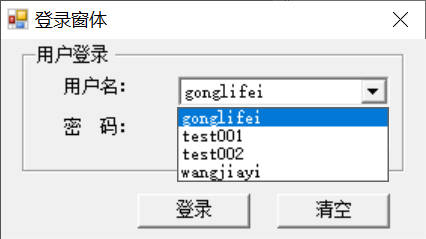 登录窗体
用户登录
用户名： gonglifei
gonglifei
密 码：
test001
test002
wangjiayi
登录 清空